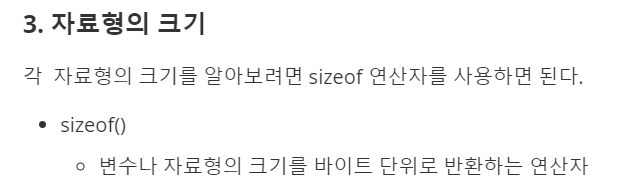 3. 자료형의 크기
각 자료형의 크기를 알아보려면 sizeof 연산자를 사용하면 된다.
sizeof()
변수나 자료형의 크기를 바이트 단위로 반환하는 연산자